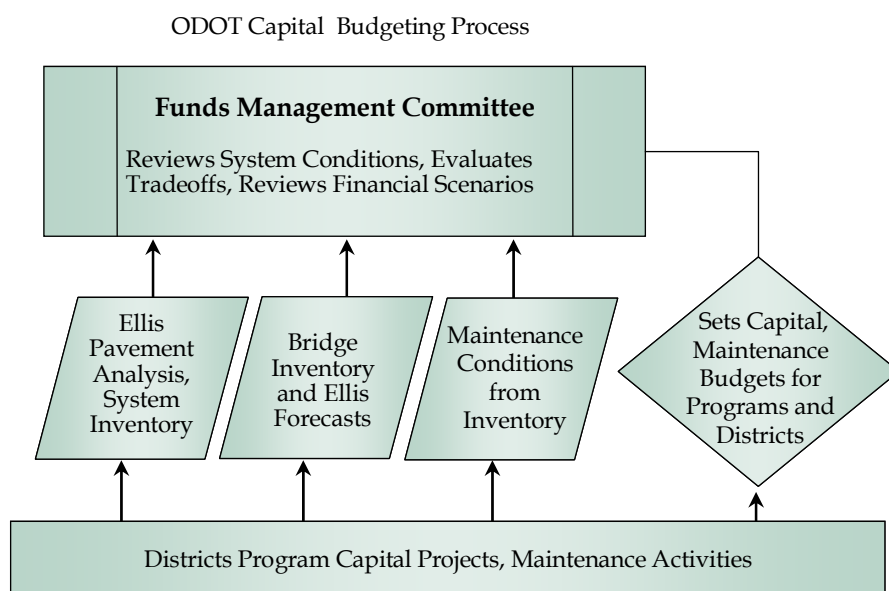 ODOT Capital Budgeting Process
Funds Management Committee
Reviews System Conditions, Evaluates
Tradeoffs, Reviews Financial Scenarios
Ellis
Pavement
Analysis,
System
Inventory
Bridge
Inventory
and Ellis
Forecasts
Maintenance
Conditions
from
Inventory
Sets Capital,
Maintenance
Budgets for
Programs and
Districts
Districts Program Capital Projects, Maintenance Activities